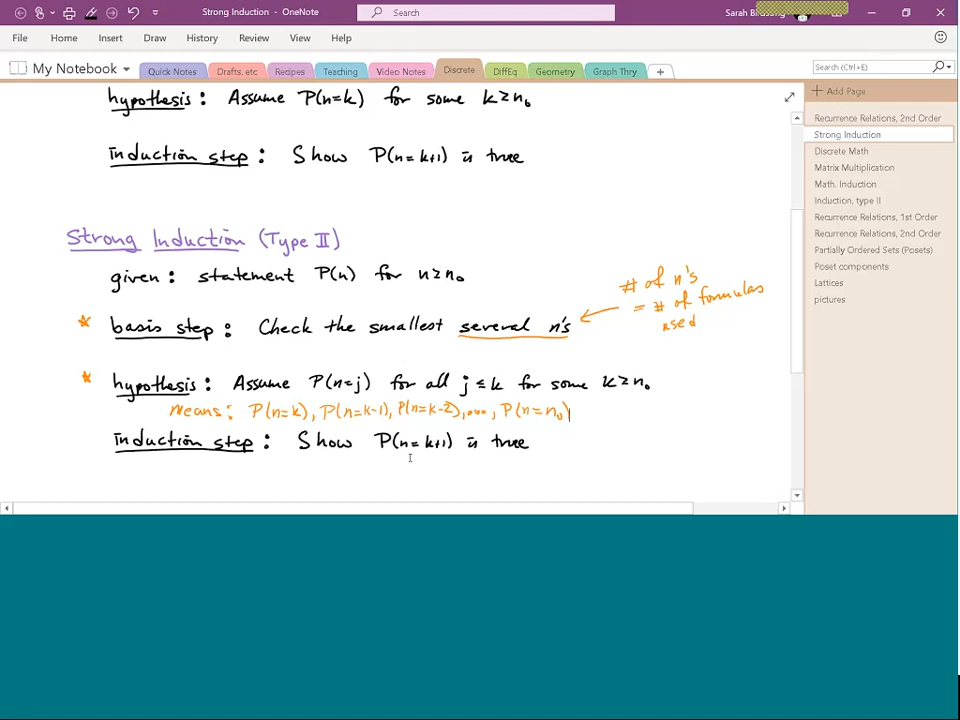 Strong Induction - OneNote
Search
File Home Insert Draw History Review View Help
My Notebook
Quick Notes Drafts, etc Recipes Teaching Video Notes Discrete DiffEq Geometry Graph Thry
Search (Ctrl+E)
Add Page
Recurrence Relations, 2nd Order
Strong Induction
Discrete Math
Matrix Multiplication
Math. Induction
Induction, type II
Recurrence Relations, 1st Order
Recurrence Relations, 2nd Order
Partially Ordered Sets (Posets)
Poset components
Lattices
pictures
hypothesis: Assume P(n=k) for some k≥n₀
induction step: Show P(n=k+1) is true
Strong Induction (Type II)
given: statement P(n) for n≥n₀
# of n's
= # of formulas
used
* basis step: Check the smallest several n's
* hypothesis: Assume P(n=j) for all j≤k for some k≥n₀
means: P(n=k), P(n=k-1), P(n=k-2),..., P(n=n₀)
induction step: Show P(n=k+1) is true